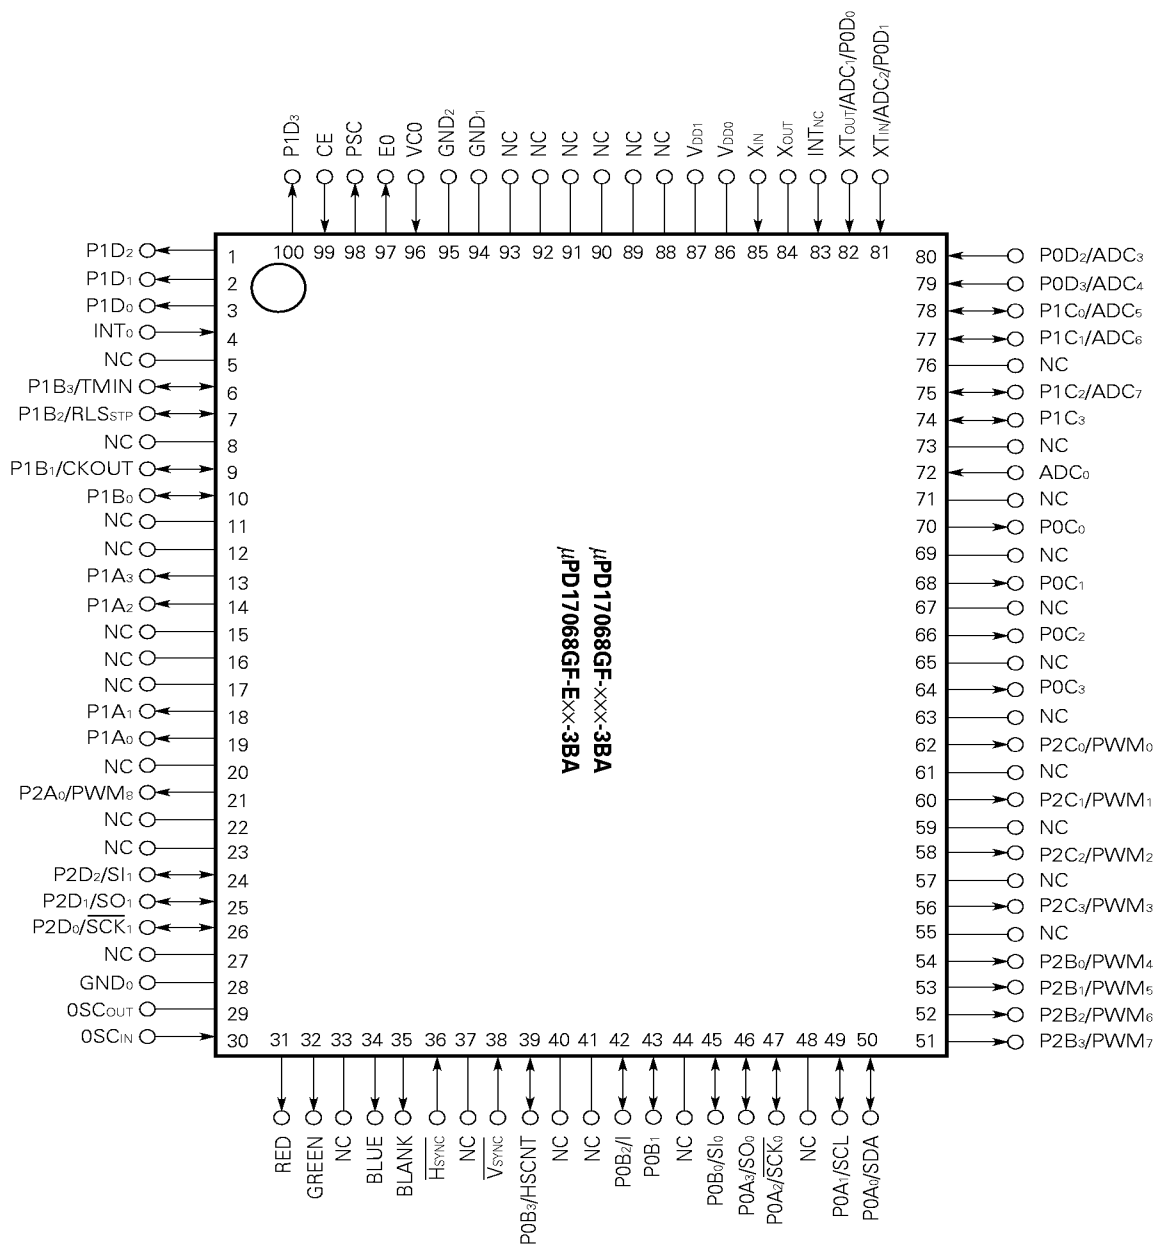 P1D₃
CE
PSC
E0
VC0
GND₂
GND₁
NC
NC
NC
NC
NC
NC
VDD1
VDD0
XIN
XOUT
INTNC
XTOUT/ADC₁/P0D₀
XTIN/ADC₂/P0D₁
100 99 98 97 96 95 94 93 92 91 90 89 88 87 86 85 84 83 82 81
P1D₂ 1
P1D₁ 2
P1D₀ 3
INT₀ 4
NC 5
P1B₃/TMIN 6
P1B₂/RLSSTP 7
NC 8
P1B₁/CKOUT 9
P1B₀ 10
NC 11
NC 12
P1A₃ 13
P1A₂ 14
NC 15
NC 16
NC 17
P1A₁ 18
P1A₀ 19
NC 20
P2A₀/PWM₈ 21
NC 22
NC 23
P2D₂/SI₁ 24
P2D₁/SO₁ 25
P2D₀/S̅C̅K̅₁ 26
NC 27
GND₀ 28
0SCOUT 29
0SCIN 30
μPD17068GF-×××-3BA
μPD17068GF-E××-3BA
80 P0D₂/ADC₃
79 P0D₃/ADC₄
78 P1C₀/ADC₅
77 P1C₁/ADC₆
76 NC
75 P1C₂/ADC₇
74 P1C₃
73 NC
72 ADC₀
71 NC
70 P0C₀
69 NC
68 P0C₁
67 NC
66 P0C₂
65 NC
64 P0C₃
63 NC
62 P2C₀/PWM₀
61 NC
60 P2C₁/PWM₁
59 NC
58 P2C₂/PWM₂
57 NC
56 P2C₃/PWM₃
55 NC
54 P2B₀/PWM₄
53 P2B₁/PWM₅
52 P2B₂/PWM₆
51 P2B₃/PWM₇
31 32 33 34 35 36 37 38 39 40 41 42 43 44 45 46 47 48 49 50
RED
GREEN
NC
BLUE
BLANK
H̅S̅Y̅N̅C̅
NC
V̅S̅Y̅N̅C̅
P0B₃/HSCNT
NC
NC
P0B₂/I
P0B₁
NC
P0B₀/SI₀
P0A₃/SO₀
P0A₂/S̅C̅K̅₀
NC
P0A₁/SCL
P0A₀/SDA